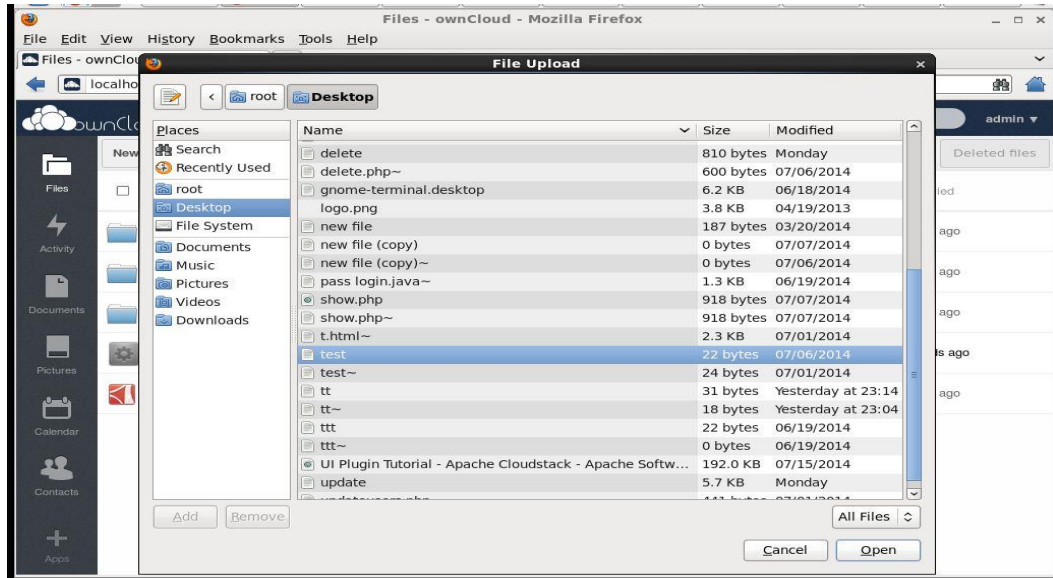 Files - ownCloud - Mozilla Firefox
File Edit View History Bookmarks Tools Help
Files - ownClou
File Upload
localho
root
Desktop
ownClo
admin
Places
Name Size Modified
Search
Recently Used
root
Desktop
File System
Documents
Music
Pictures
Videos
Downloads
delete 810 bytes Monday
delete.php~ 600 bytes 07/06/2014
gnome-terminal.desktop 6.2 KB 06/18/2014
logo.png 3.8 KB 04/19/2013
new file 187 bytes 03/20/2014
new file (copy) 0 bytes 07/07/2014
new file (copy)~ 0 bytes 07/06/2014
pass login.java~ 1.3 KB 06/19/2014
show.php 918 bytes 07/07/2014
show.php~ 918 bytes 07/07/2014
t.html~ 2.3 KB 07/01/2014
test 22 bytes 07/06/2014
test~ 24 bytes 07/01/2014
tt 31 bytes Yesterday at 23:14
tt~ 18 bytes Yesterday at 23:04
ttt 22 bytes 06/19/2014
ttt~ 0 bytes 06/19/2014
UI Plugin Tutorial - Apache Cloudstack - Apache Softw... 192.0 KB 07/15/2014
update 5.7 KB Monday
Add Remove
All Files
Cancel Open
New
Deleted files
Files
Activity
Documents
Pictures
Calendar
Contacts
Apps
ied
ago
ago
ago
ls ago
ago